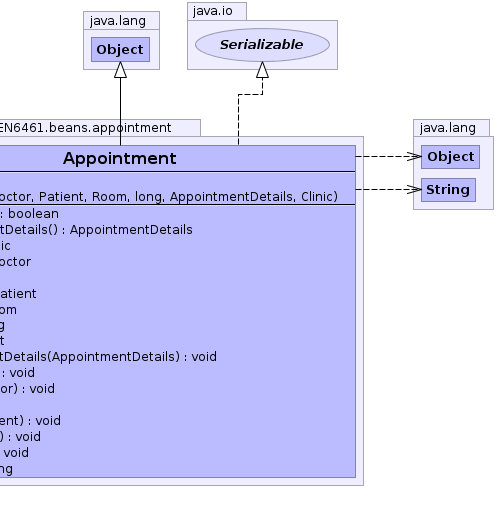 java.io
java.lang
Serializable
Object
EN6461.beans.appointment
java.lang
Appointment
Object
String
octor, Patient, Room, long, AppointmentDetails, Clinic)
: boolean
tDetails() : AppointmentDetails
ic
octor
atient
om
g
t
tDetails(AppointmentDetails) : void
: void
or) : void
ent) : void
) : void
void
ng